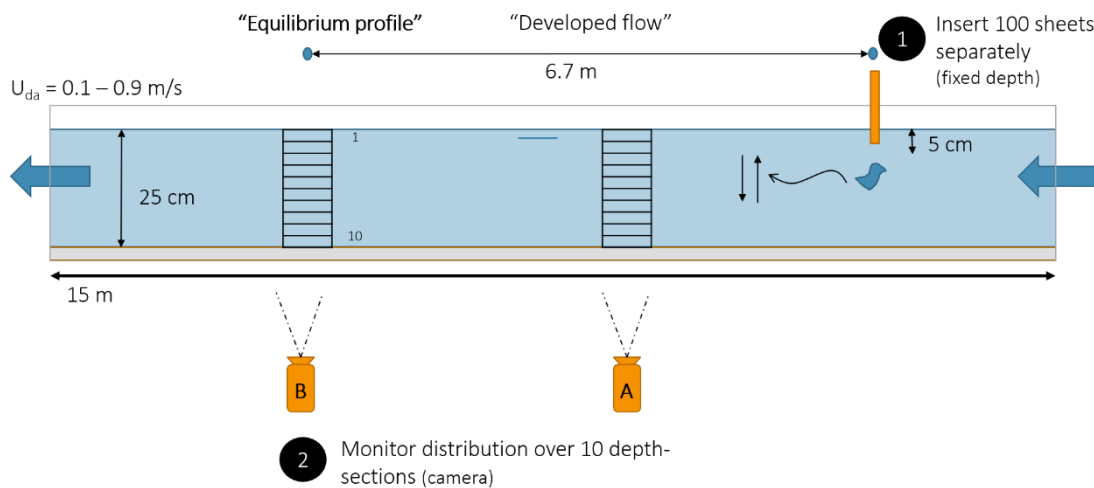 “Equilibrium profile”
“Developed flow”
1
Insert 100 sheets
separately
(fixed depth)
6.7 m
Uda = 0.1 – 0.9 m/s
1
5 cm
25 cm
10
15 m
B
A
2
Monitor distribution over 10 depth-
sections (camera)